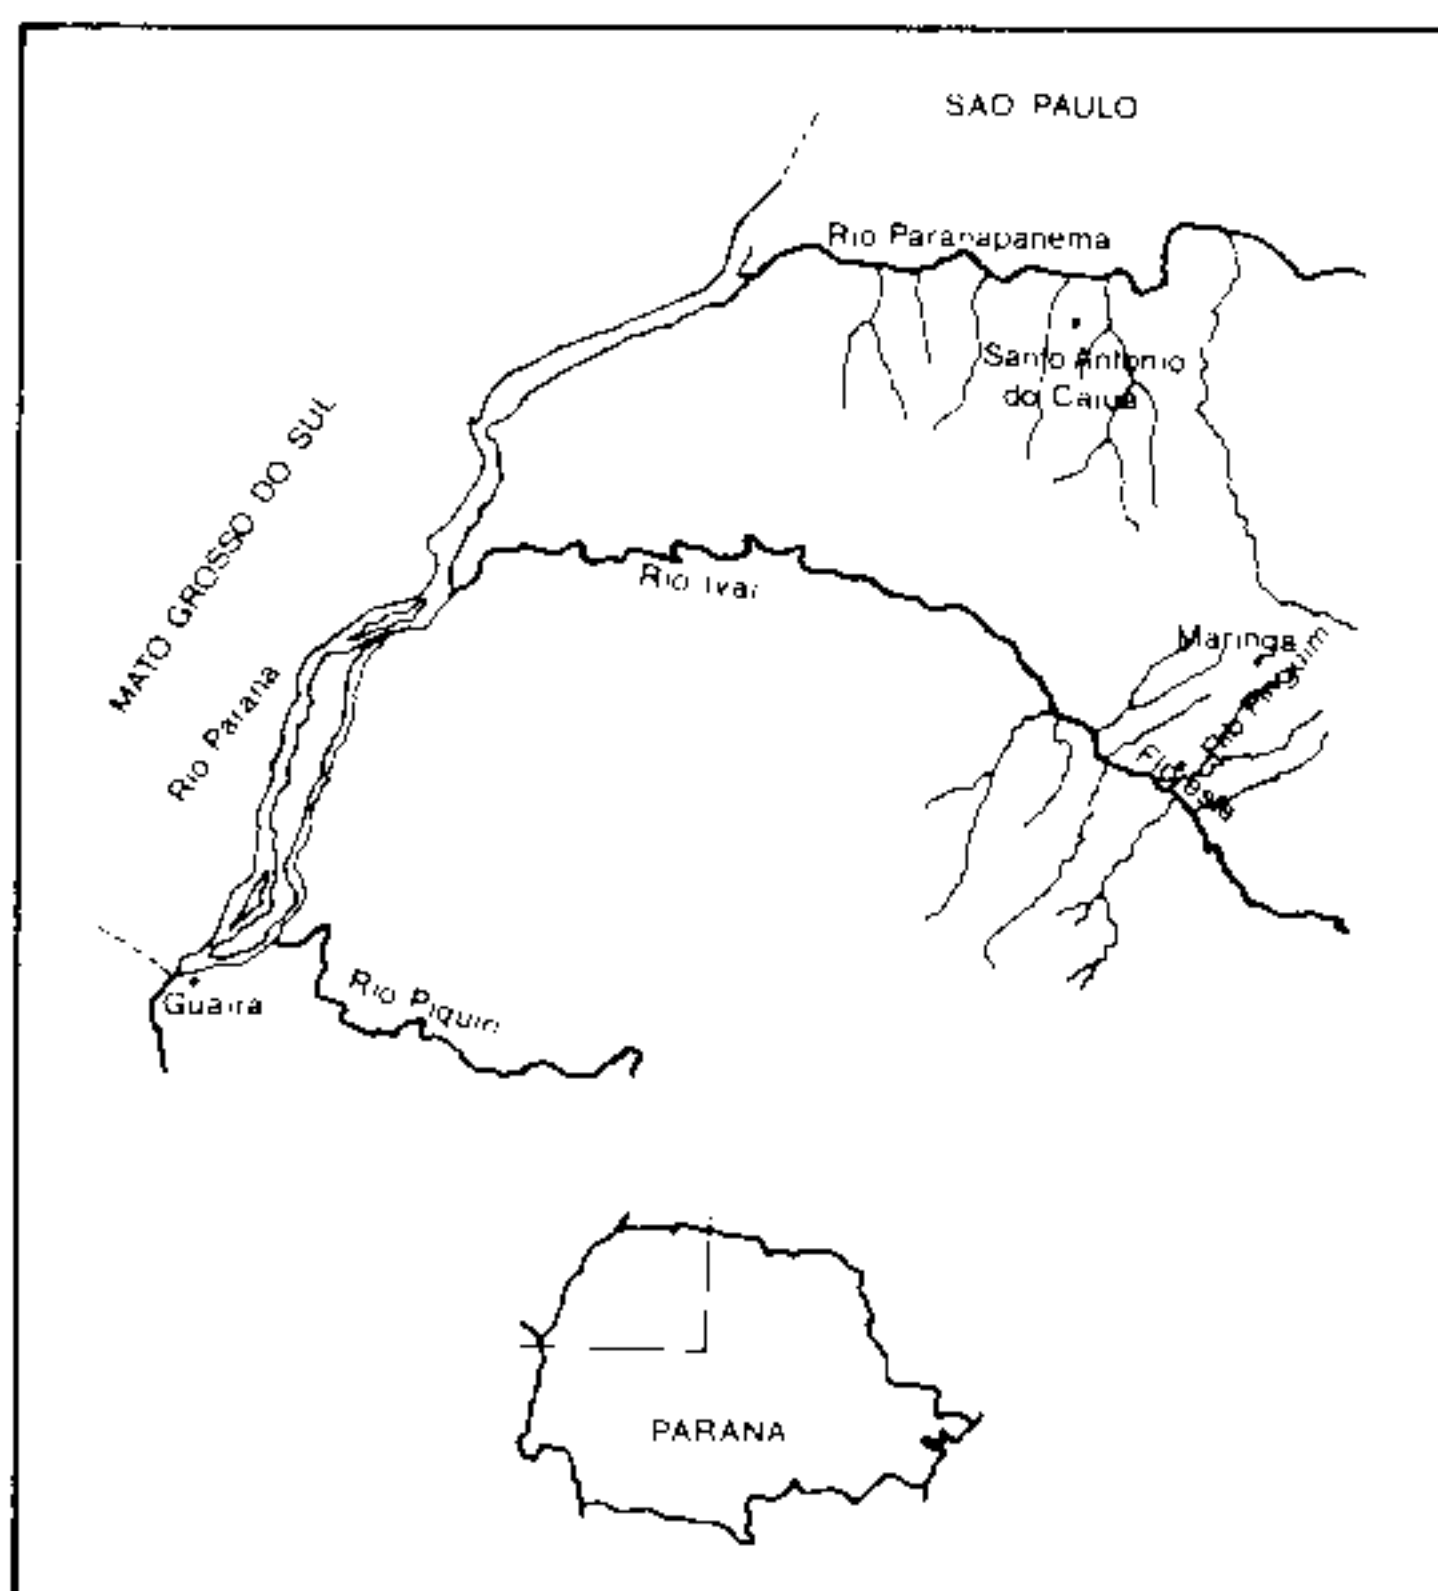 SAO PAULO
Rio Paranapanema
Santo Antonio
do Caiua
MATO GROSSO DO SUL
Rio Ivai
Maringa
Rio Parana
Floresta
Guaira
Rio Piquiri
PARANA